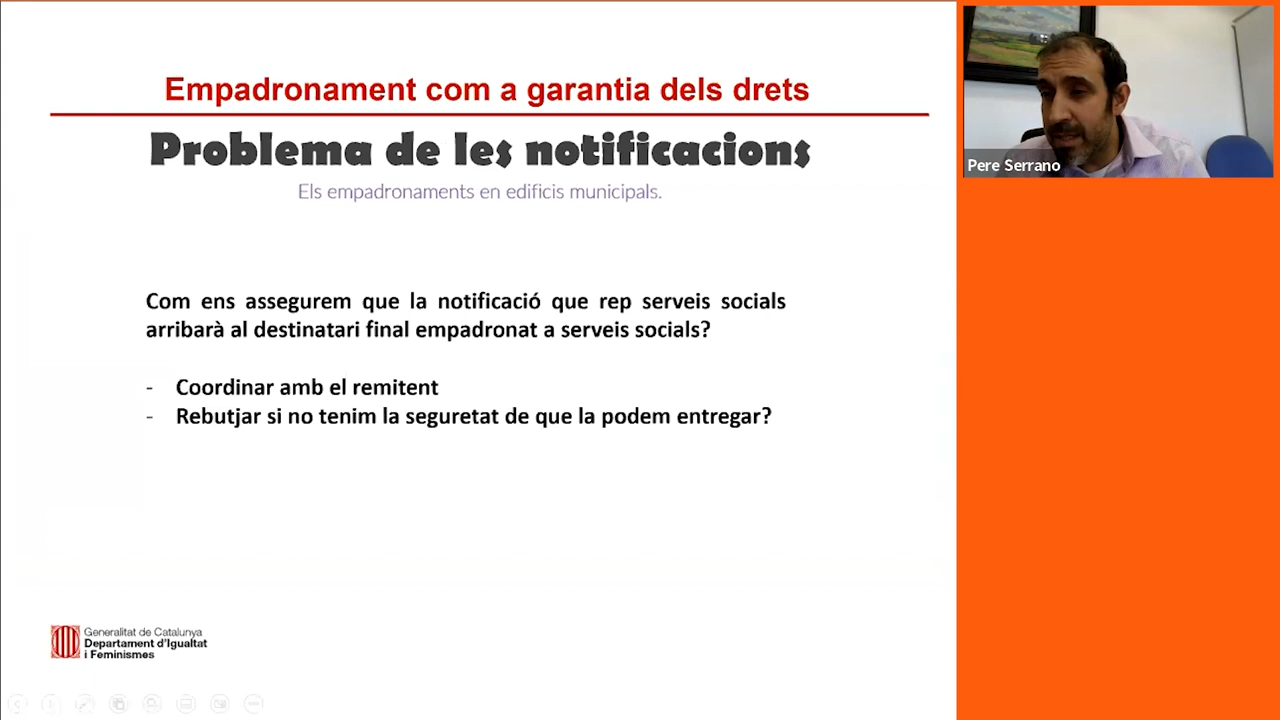 Empadronament com a garantia dels drets
Problema de les notificacions
Els empadronaments en edificis municipals.
Com ens assegurem que la notificació que rep serveis socials
arribarà al destinatari final empadronat a serveis socials?
- Coordinar amb el remitent
- Rebutjar si no tenim la seguretat de que la podem entregar?
Generalitat de Catalunya
Departament d'Igualtat
i Feminismes
Pere Serrano